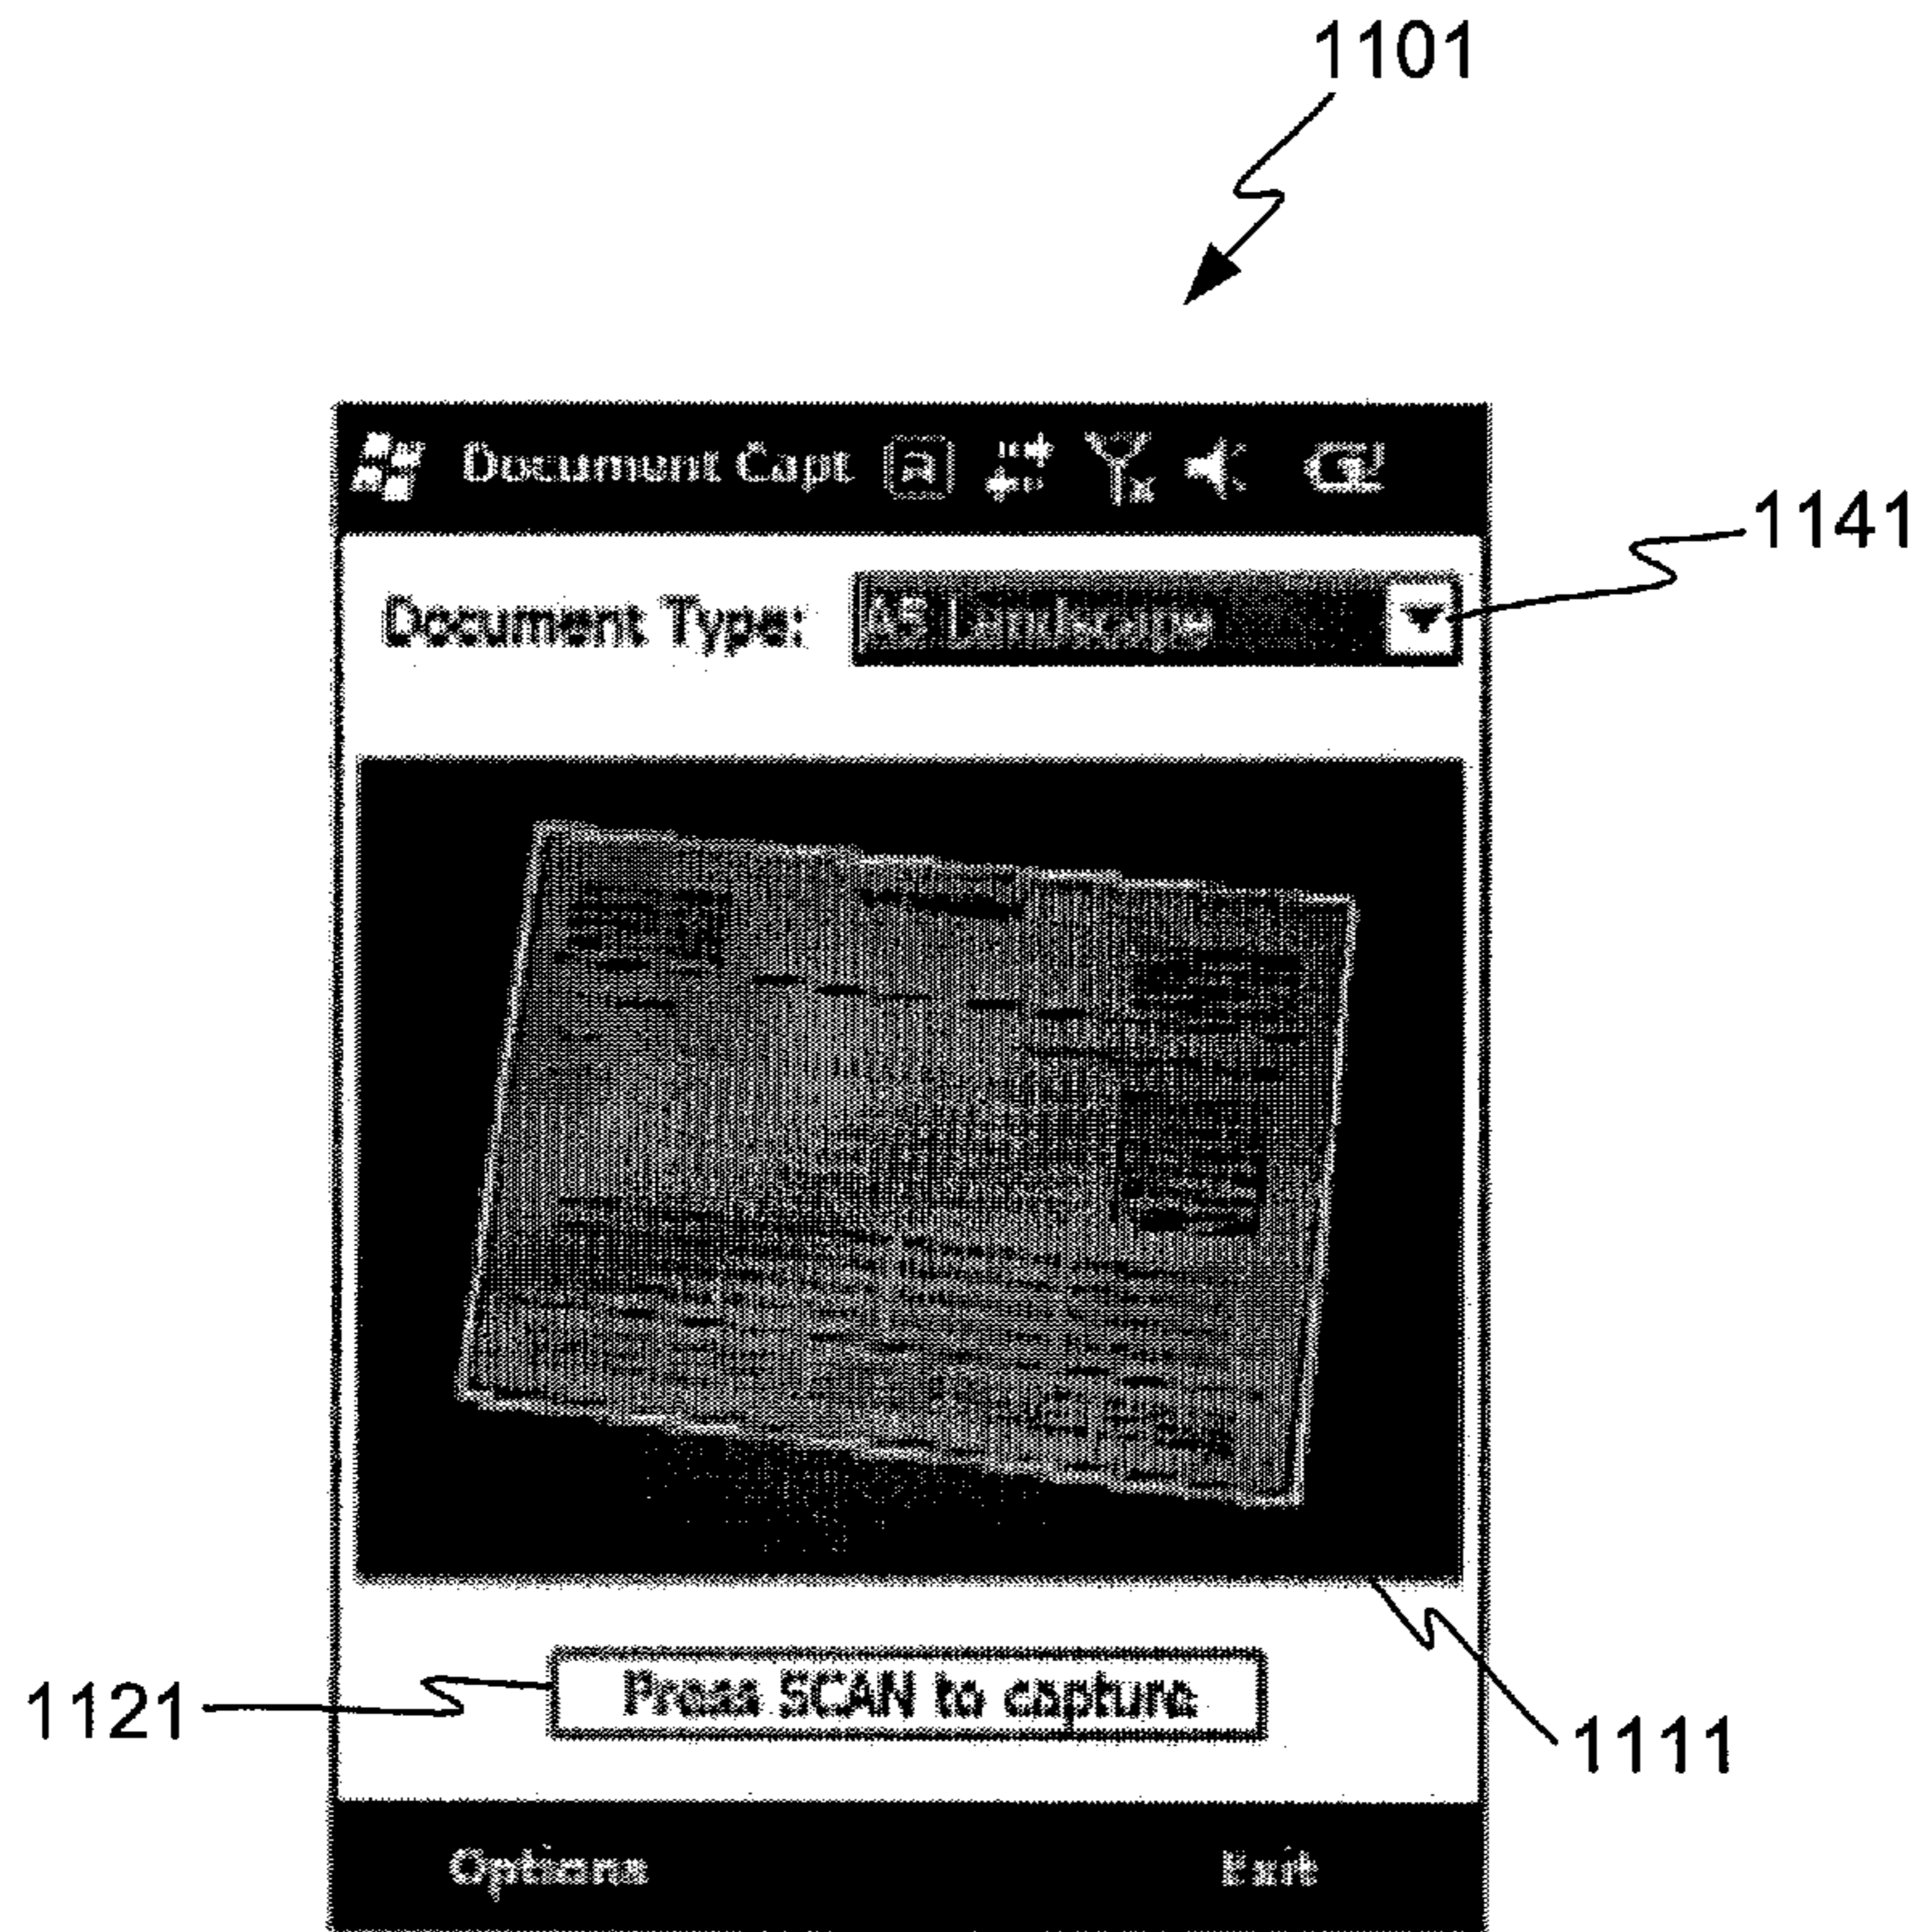 1101
Document Capt
1141
Document Type: A5 Landscape
Press SCAN to capture
1121
1111
Options Exit